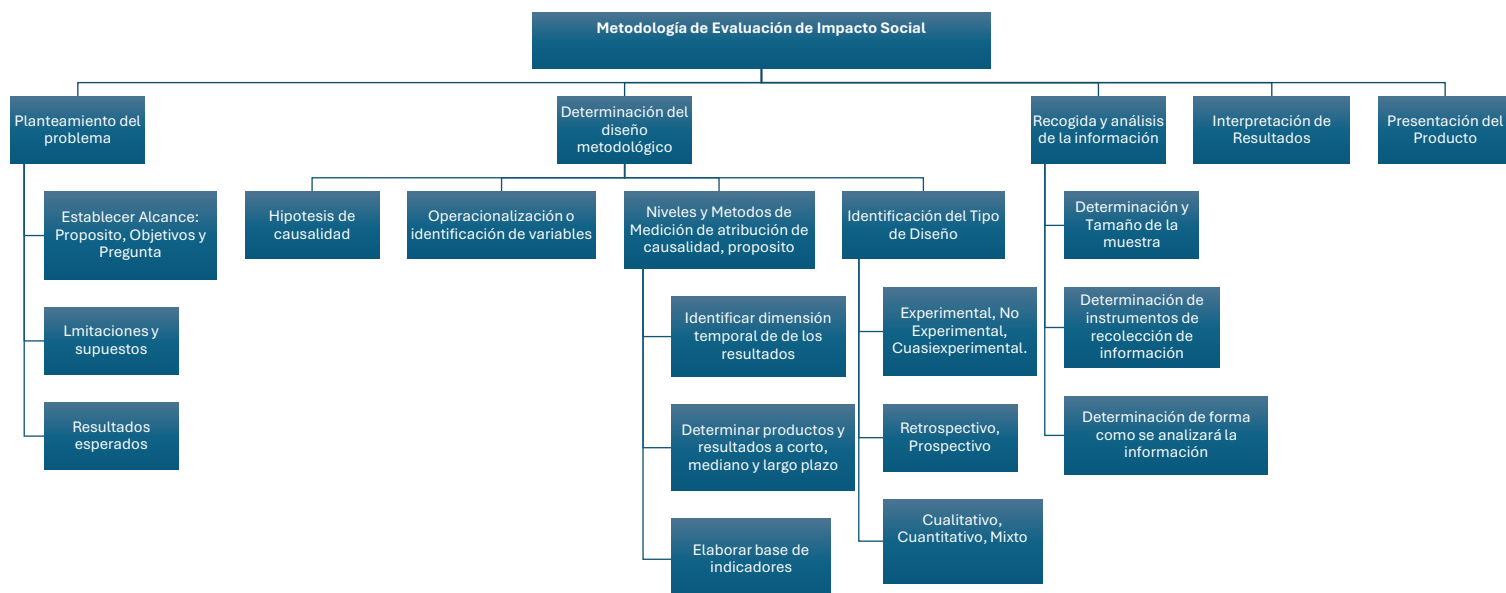 Metodología de Evaluación de Impacto Social
Planteamiento del
problema
Establecer Alcance:
Proposito, Objetivos y
Pregunta
Lmitaciones y
supuestos
Resultados
esperados
Determinación del
diseño
metodológico
Hipotesis de
causalidad
Operacionalización o
identificación de variables
Niveles y Metodos de
Medición de atribución de
causalidad, proposito
Identificar dimensión
temporal de de los
resultados
Determinar productos y
resultados a corto,
mediano y largo plazo
Elaborar base de
indicadores
Identificación del Tipo
de Diseño
Experimental, No
Experimental,
Cuasiexperimental.
Retrospectivo,
Prospectivo
Cualitativo,
Cuantitativo, Mixto
Recogida y análisis
de la información
Determinación y
Tamaño de la
muestra
Determinación de
instrumentos de
recolección de
información
Determinación de forma
como se analizará la
información
Interpretación de
Resultados
Presentación del
Producto